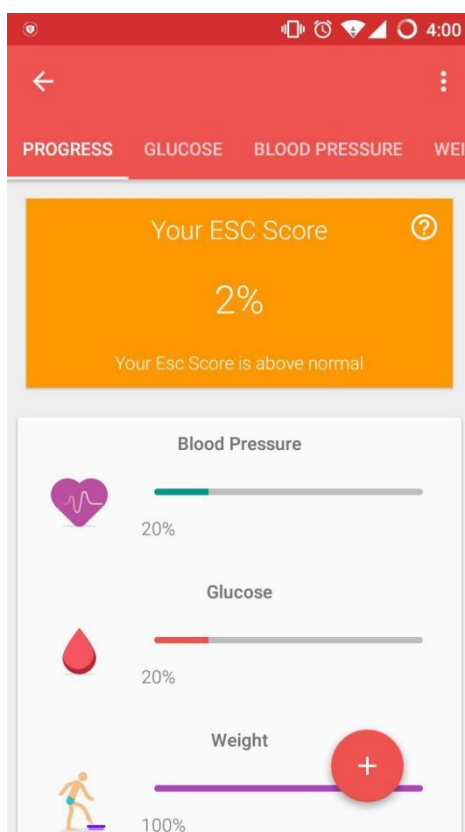 4:00
PROGRESS GLUCOSE BLOOD PRESSURE WEI
Your ESC Score
?
2%
Your Esc Score is above normal
Blood Pressure
20%
Glucose
20%
Weight
+
100%